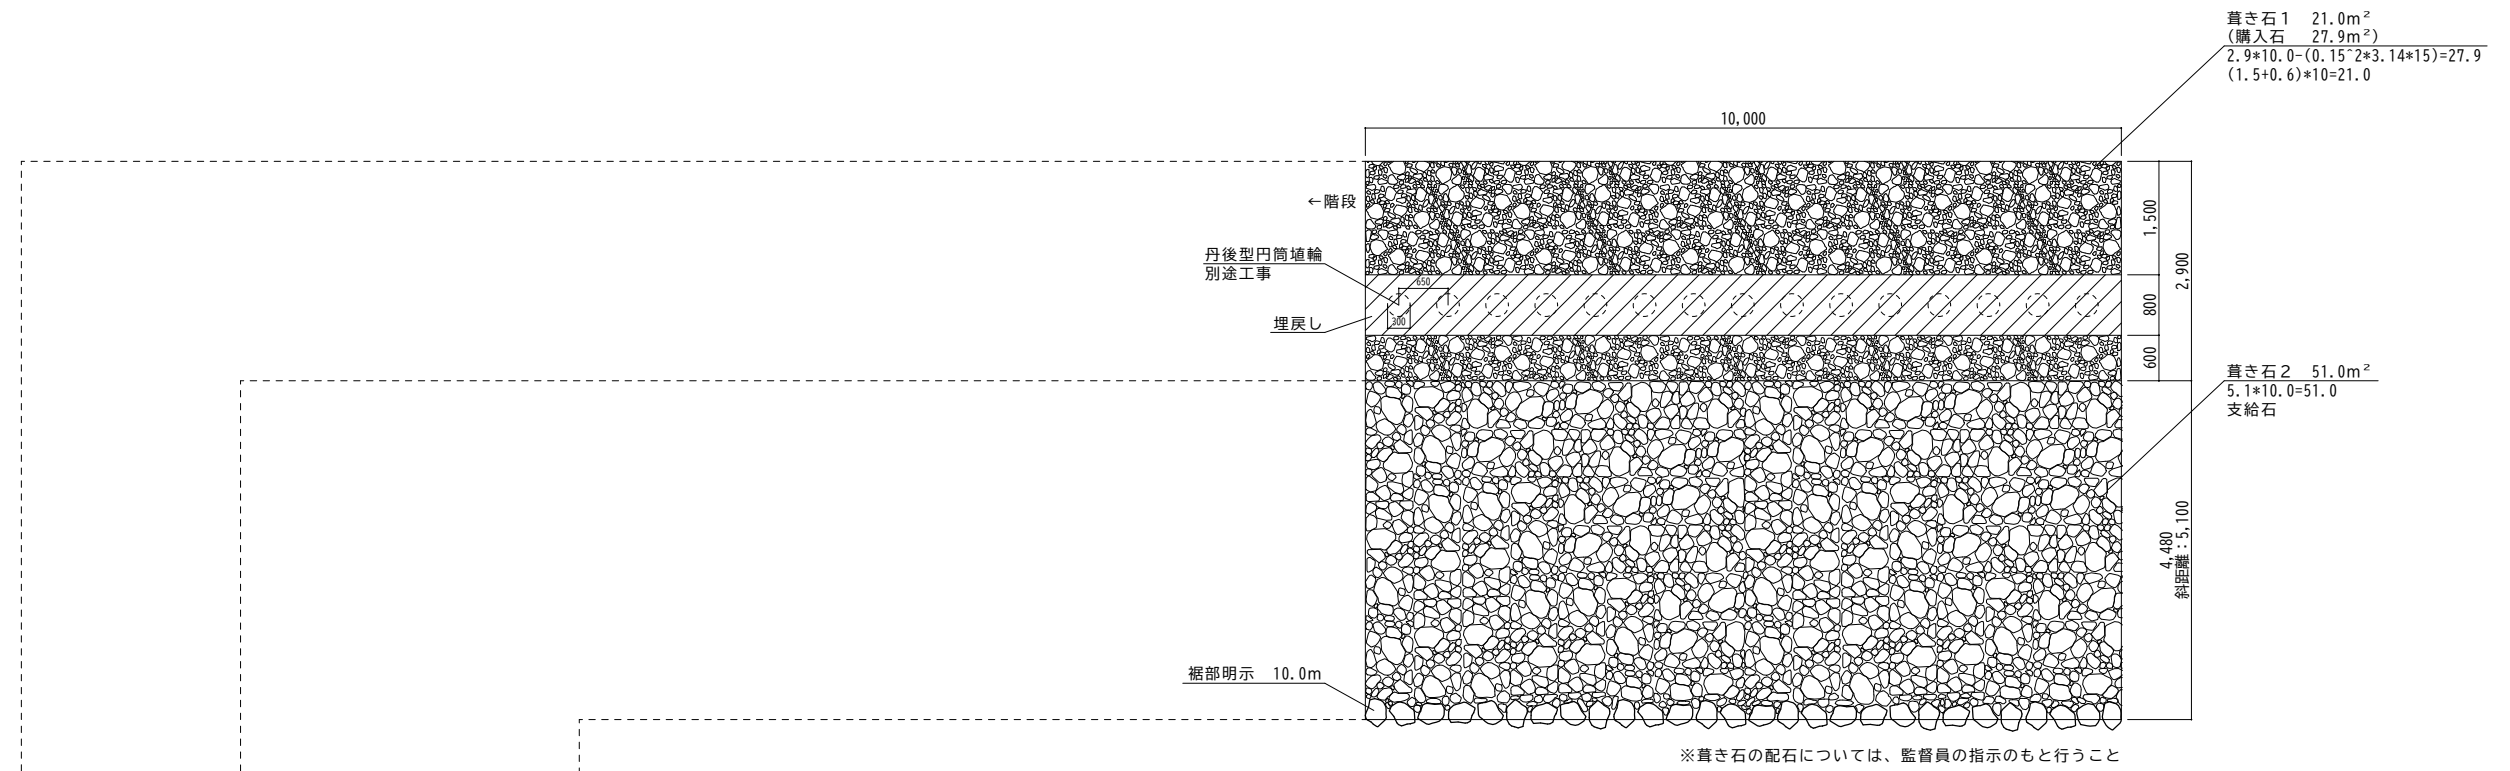 葺き石１　21.0m²
(購入石　27.9m²)
2.9*10.0-(0.15^2*3.14*15)=27.9
(1.5+0.6)*10=21.0
10,000
←階段
1,500
丹後型円筒埴輪
別途工事
650
2,900
800
埋戻し
300
600
葺き石２　51.0m²
5.1*10.0=51.0
支給石
4,480
斜距離：5,100
裾部明示　10.0m
※葺き石の配石については、監督員の指示のもと行うこと